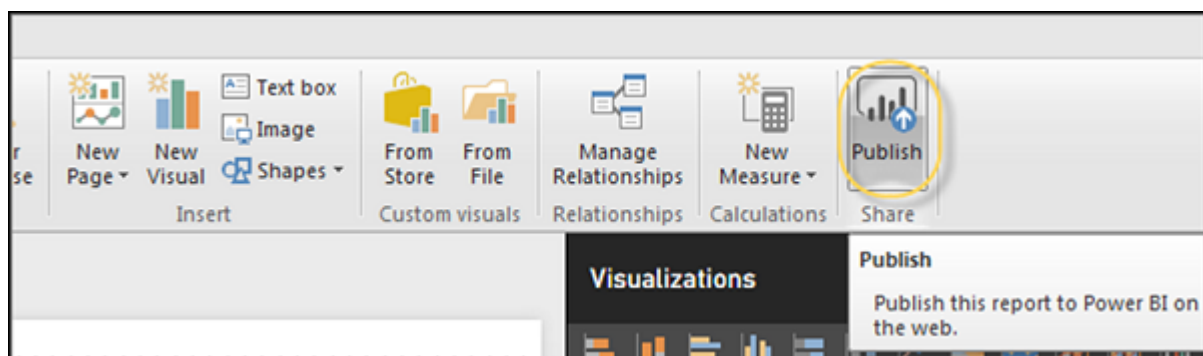 r
se
New
Page
New
Visual
Text box
Image
Shapes
Insert
From
Store
From
File
Custom visuals
Manage
Relationships
Relationships
New
Measure
Calculations
Publish
Share
Visualizations
Publish
Publish this report to Power BI on
the web.